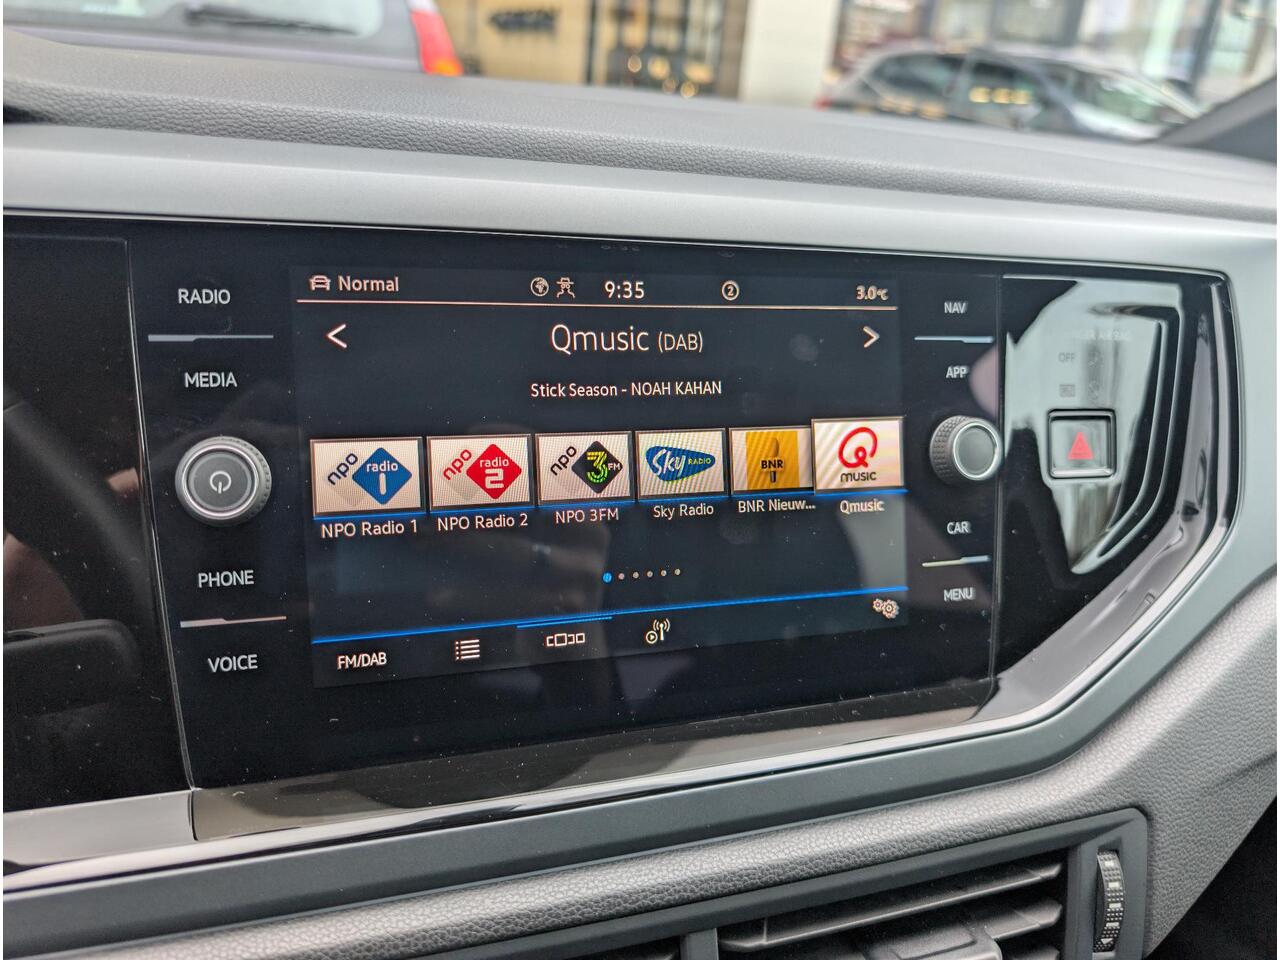 RADIO
MEDIA
PHONE
VOICE
Normal
9:35
2
3.0°C
Qmusic (DAB)
Stick Season - NOAH KAHAN
npo radio 1
npo radio 2
npo 3FM
Sky RADIO
BNR
Q MUSIC
NPO Radio 1
NPO Radio 2
NPO 3FM
Sky Radio
BNR Nieuw...
Qmusic
FM/DAB
NAV
APP
CAR
MENU
OFF